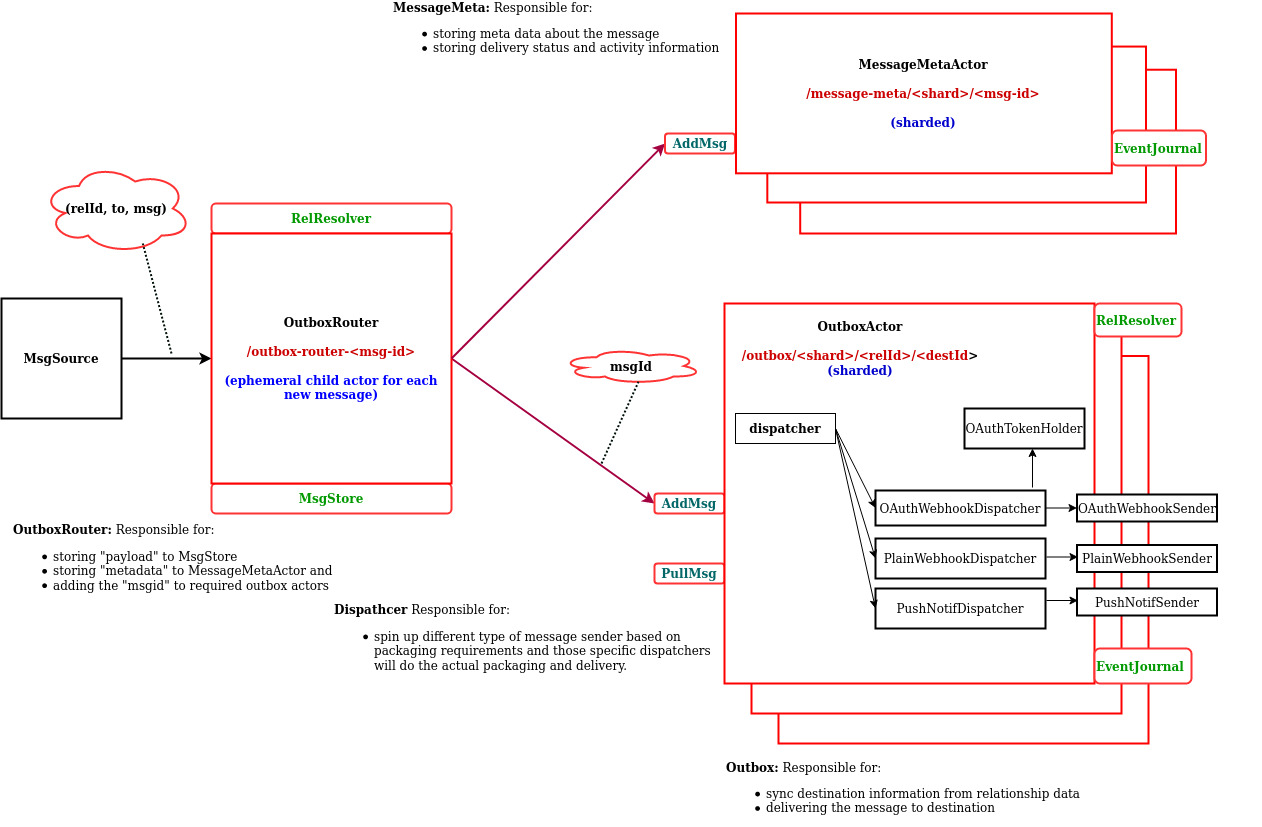 MessageMeta: Responsible for:
storing meta data about the message
storing delivery status and activity information
MessageMetaActor
/message-meta/<shard>/<msg-id>
(sharded)
AddMsg
EventJournal
(relId, to, msg)
RelResolver
MsgSource
OutboxRouter
/outbox-router-<msg-id>
(ephemeral child actor for each
new message)
MsgStore
msgId
OutboxRouter: Responsible for:
storing "payload" to MsgStore
storing "metadata" to MessageMetaActor and
adding the "msgid" to required outbox actors
RelResolver
OutboxActor
/outbox/<shard>/<relId>/<destId>
(sharded)
dispatcher
OAuthTokenHolder
AddMsg
OAuthWebhookDispatcher
OAuthWebhookSender
PlainWebhookDispatcher
PlainWebhookSender
PullMsg
PushNotifDispatcher
PushNotifSender
EventJournal
Dispathcer Responsible for:
spin up different type of message sender based on
packaging requirements and those specific dispatchers
will do the actual packaging and delivery.
Outbox: Responsible for:
sync destination information from relationship data
delivering the message to destination